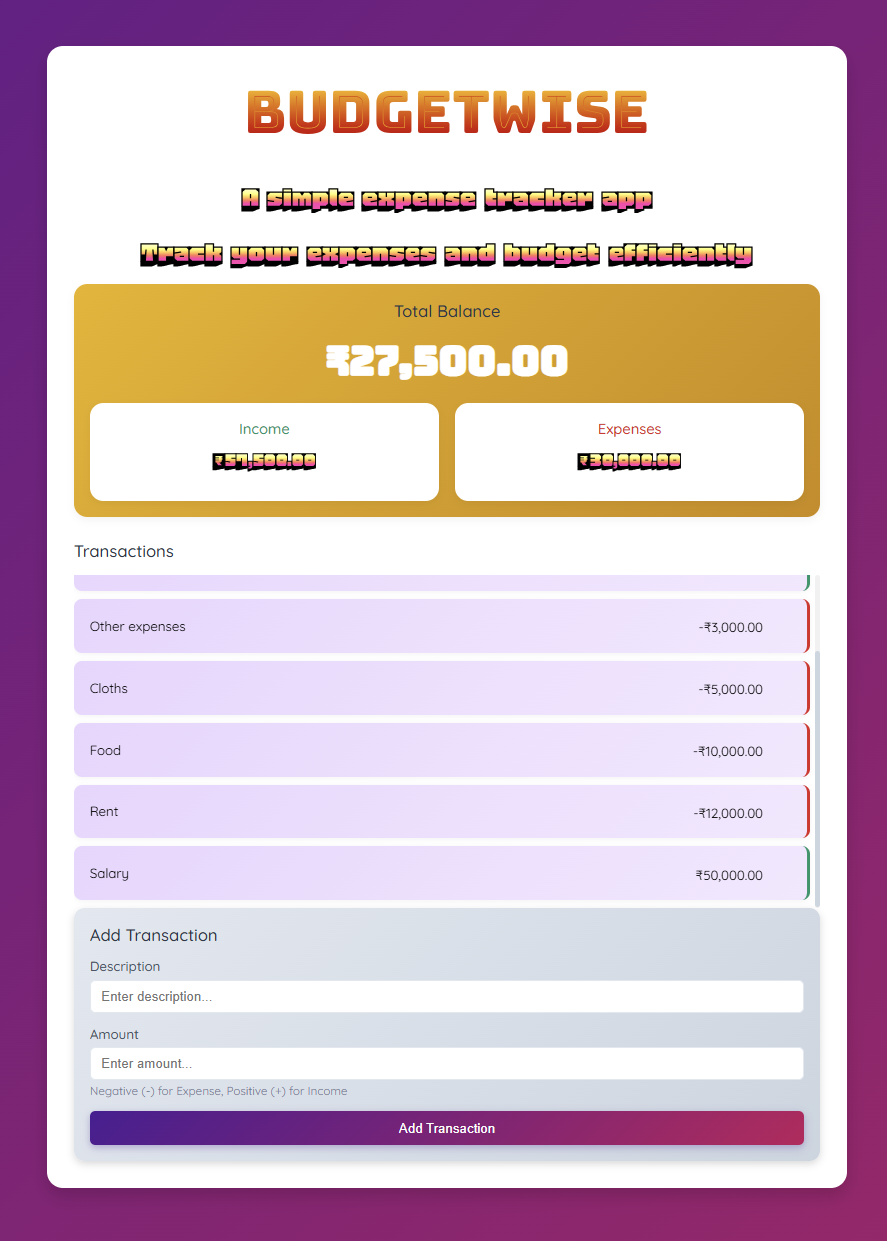 BUDGETWISE
A simple expense tracker app
Track your expenses and budget efficiently
Total Balance
₹27,500.00
Income
₹57,500.00
Expenses
₹30,000.00
Transactions
Other expenses -₹3,000.00
Cloths -₹5,000.00
Food -₹10,000.00
Rent -₹12,000.00
Salary ₹50,000.00
Add Transaction
Description
Enter description...
Amount
Enter amount...
Negative (-) for Expense, Positive (+) for Income
Add Transaction